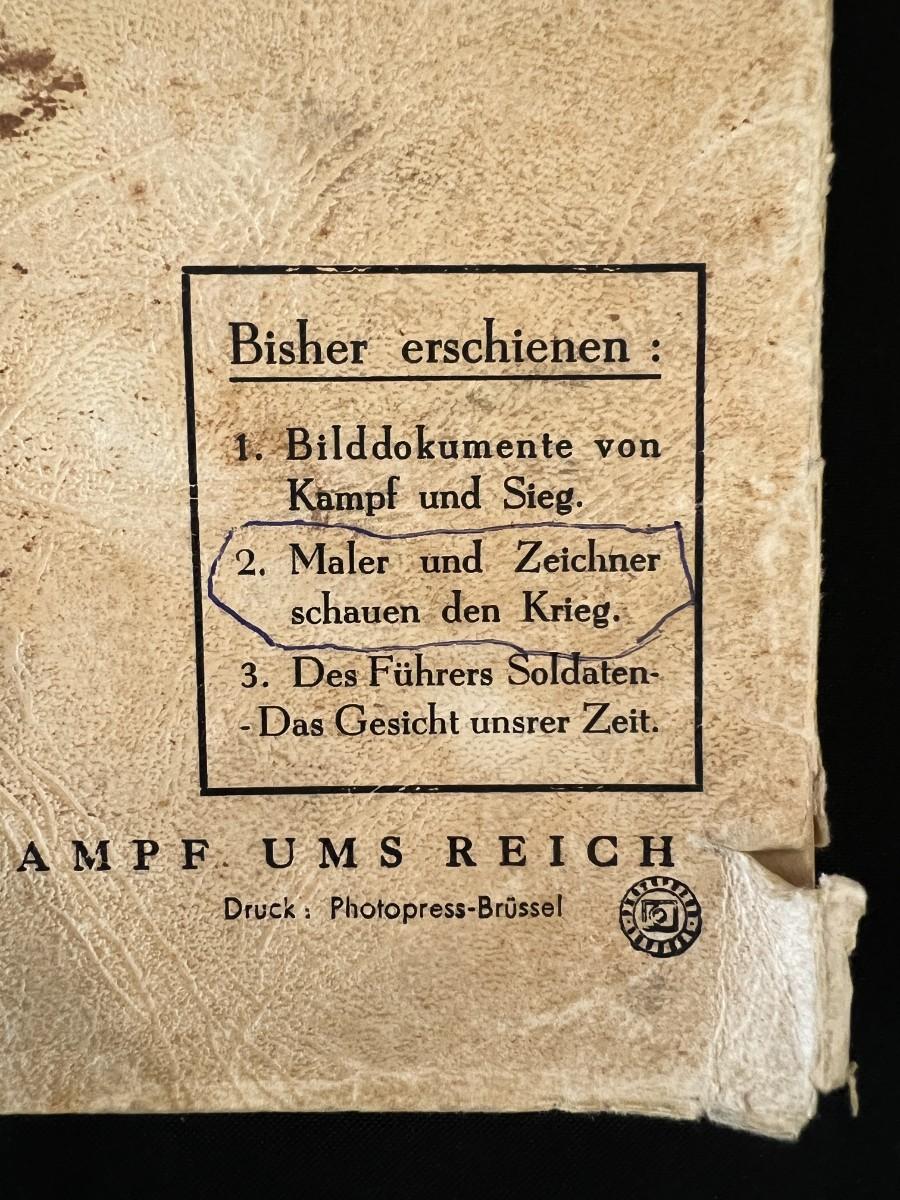 Bisher erschienen :
1. Bilddokumente von
Kampf und Sieg.
2. Maler und Zeichner
schauen den Krieg.
3. Des Führers Soldaten-
-Das Gesicht unsrer Zeit.
AMPF UMS REICH
Druck : Photopress-Brüssel